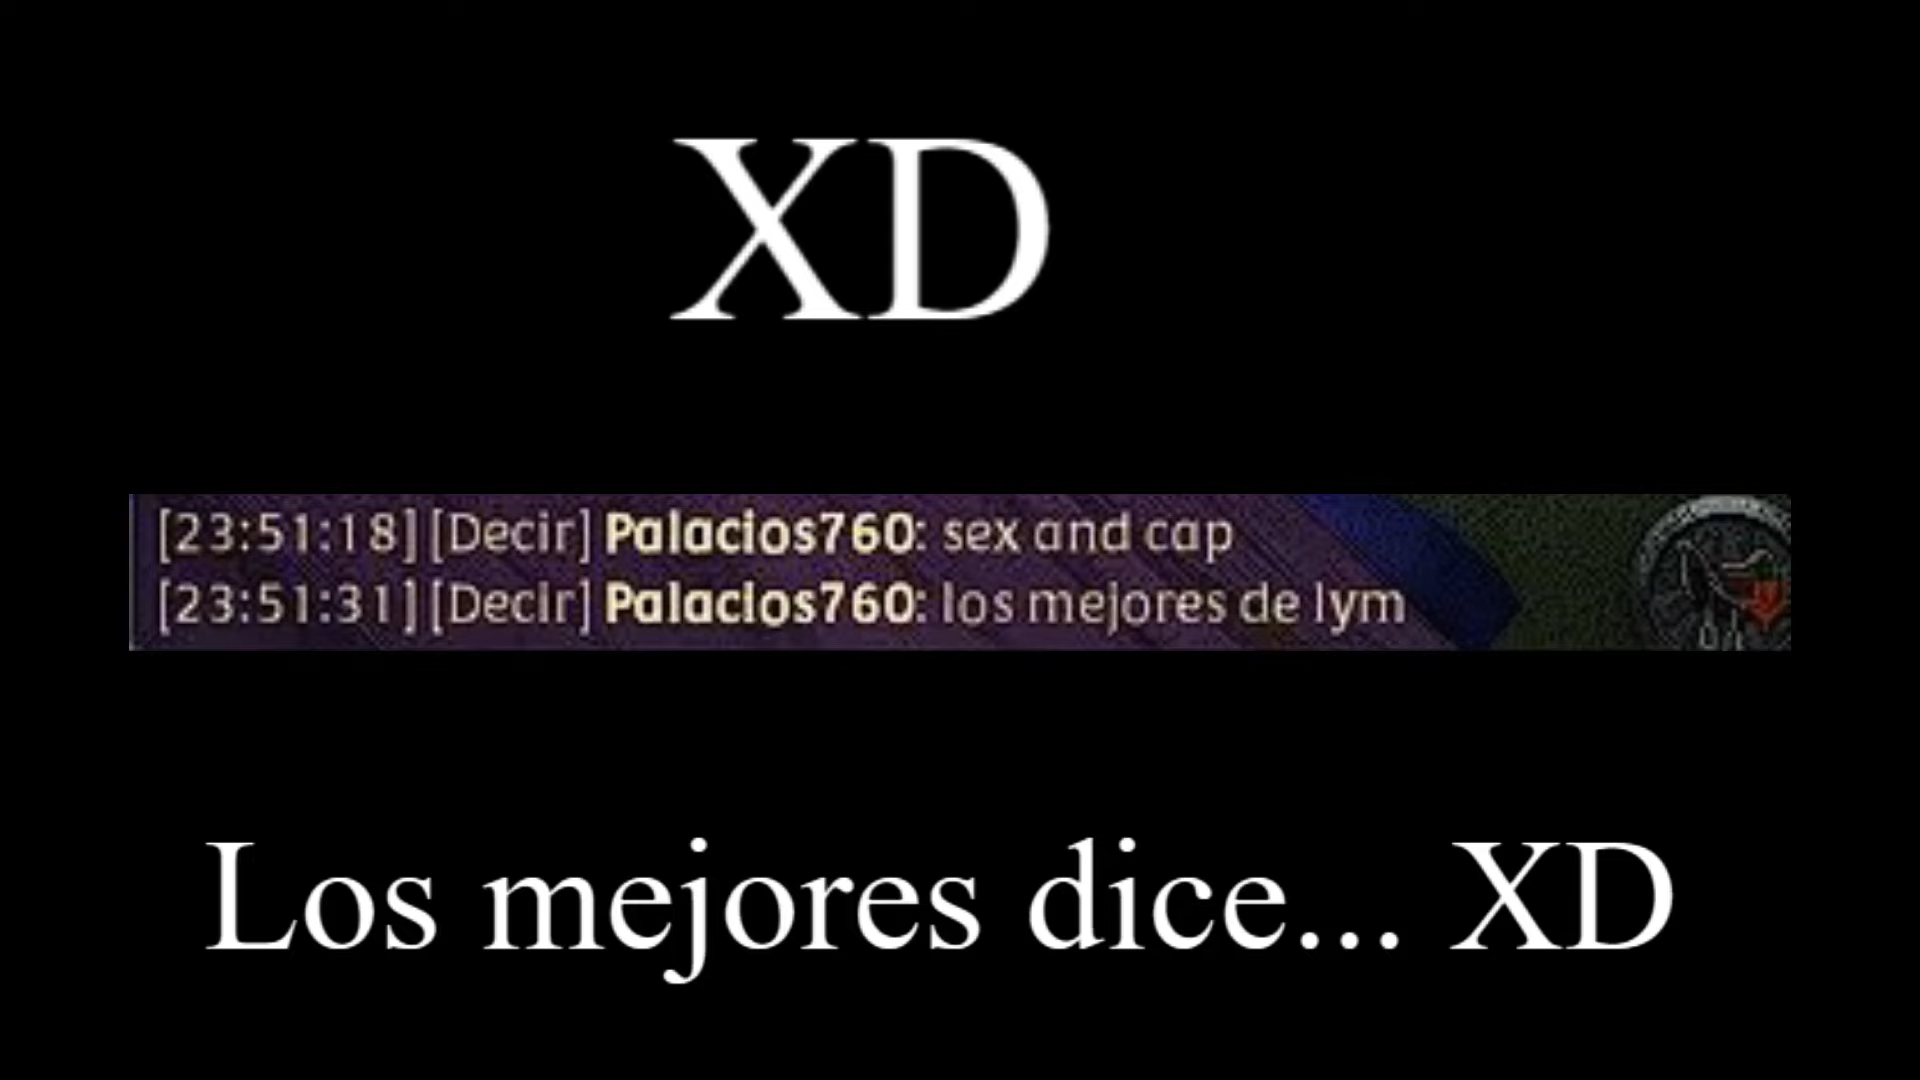 XD
[23:51:18] [Decir] Palacios760: sex and cap
[23:51:31] [Decir] Palacios760: los mejores de lym
Los mejores dice... XD